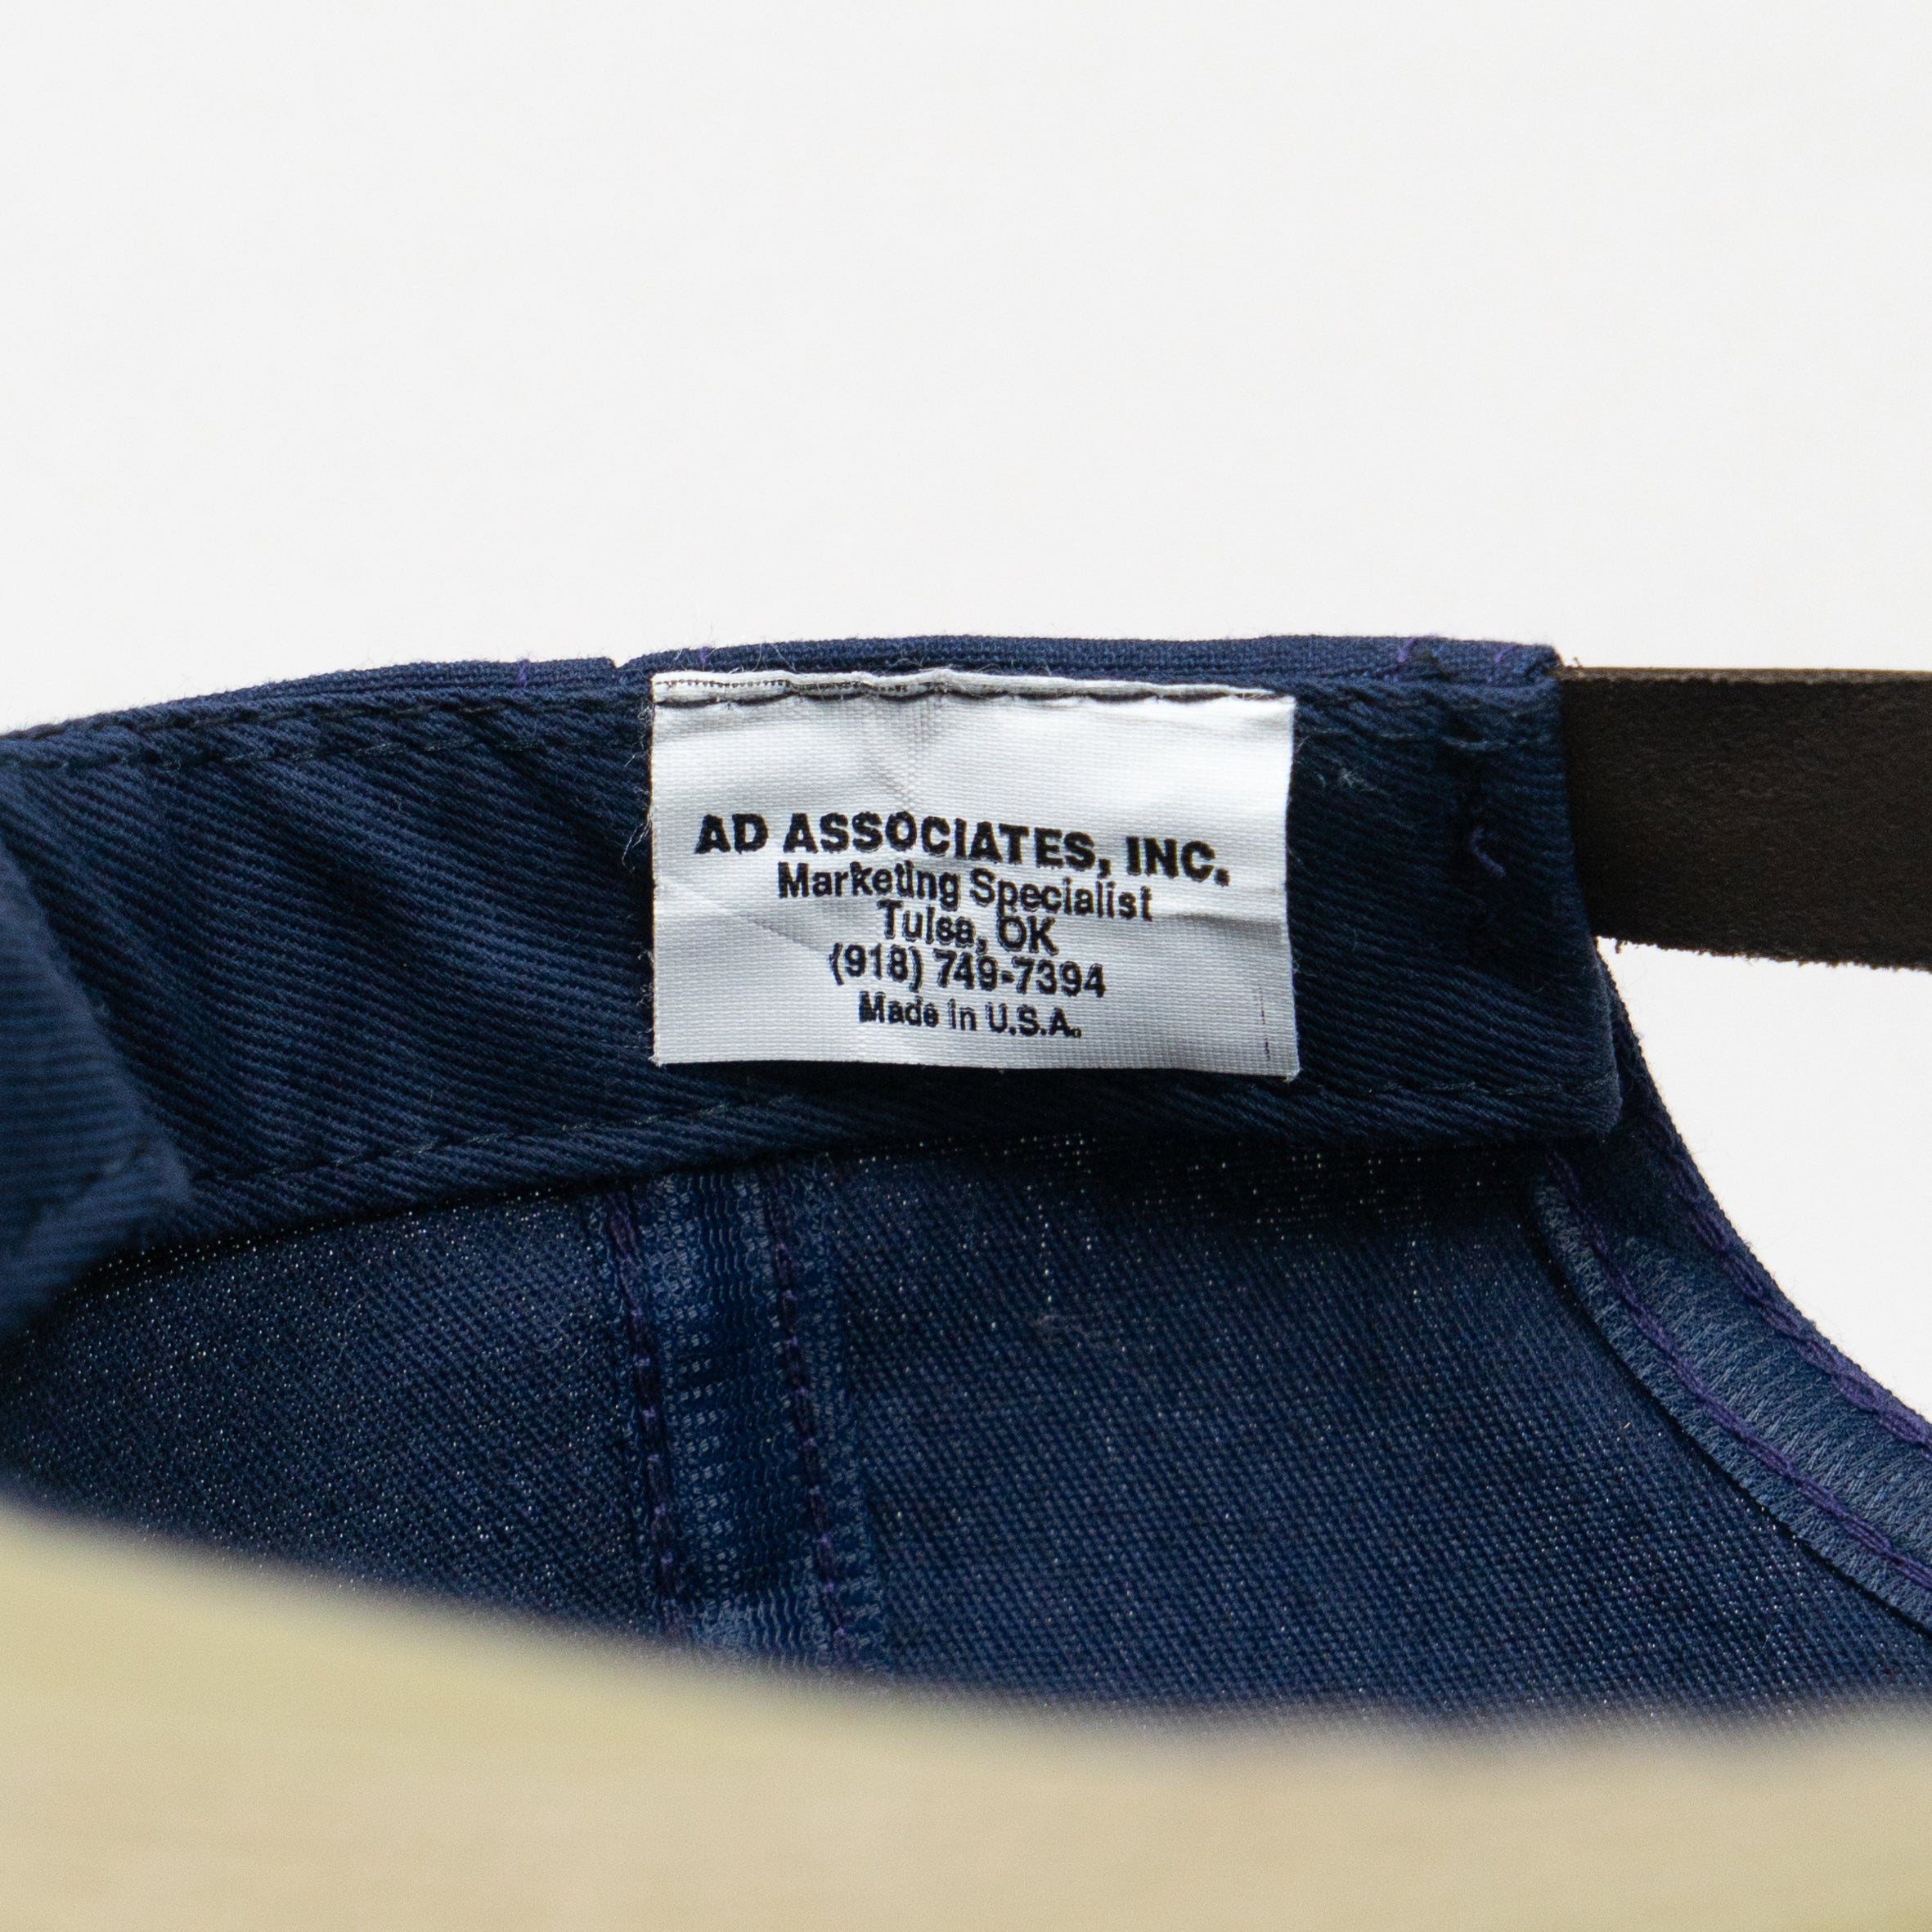 AD ASSOCIATES, INC.
Marketing Specialist
Tulsa, OK
(918) 749-7394
Made in U.S.A.